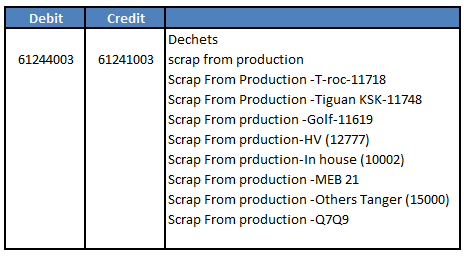 Debit Credit
Dechets
61244003 61241003 scrap from production
Scrap From Production -T-roc-11718
Scrap From Production -Tiguan KSK-11748
Scrap From prduction -Golf-11619
Scrap From prduction-HV (12777)
Scrap From prduction-In house (10002)
Scrap From production -MEB 21
Scrap From production -Others Tanger (15000)
Scrap From production -Q7Q9